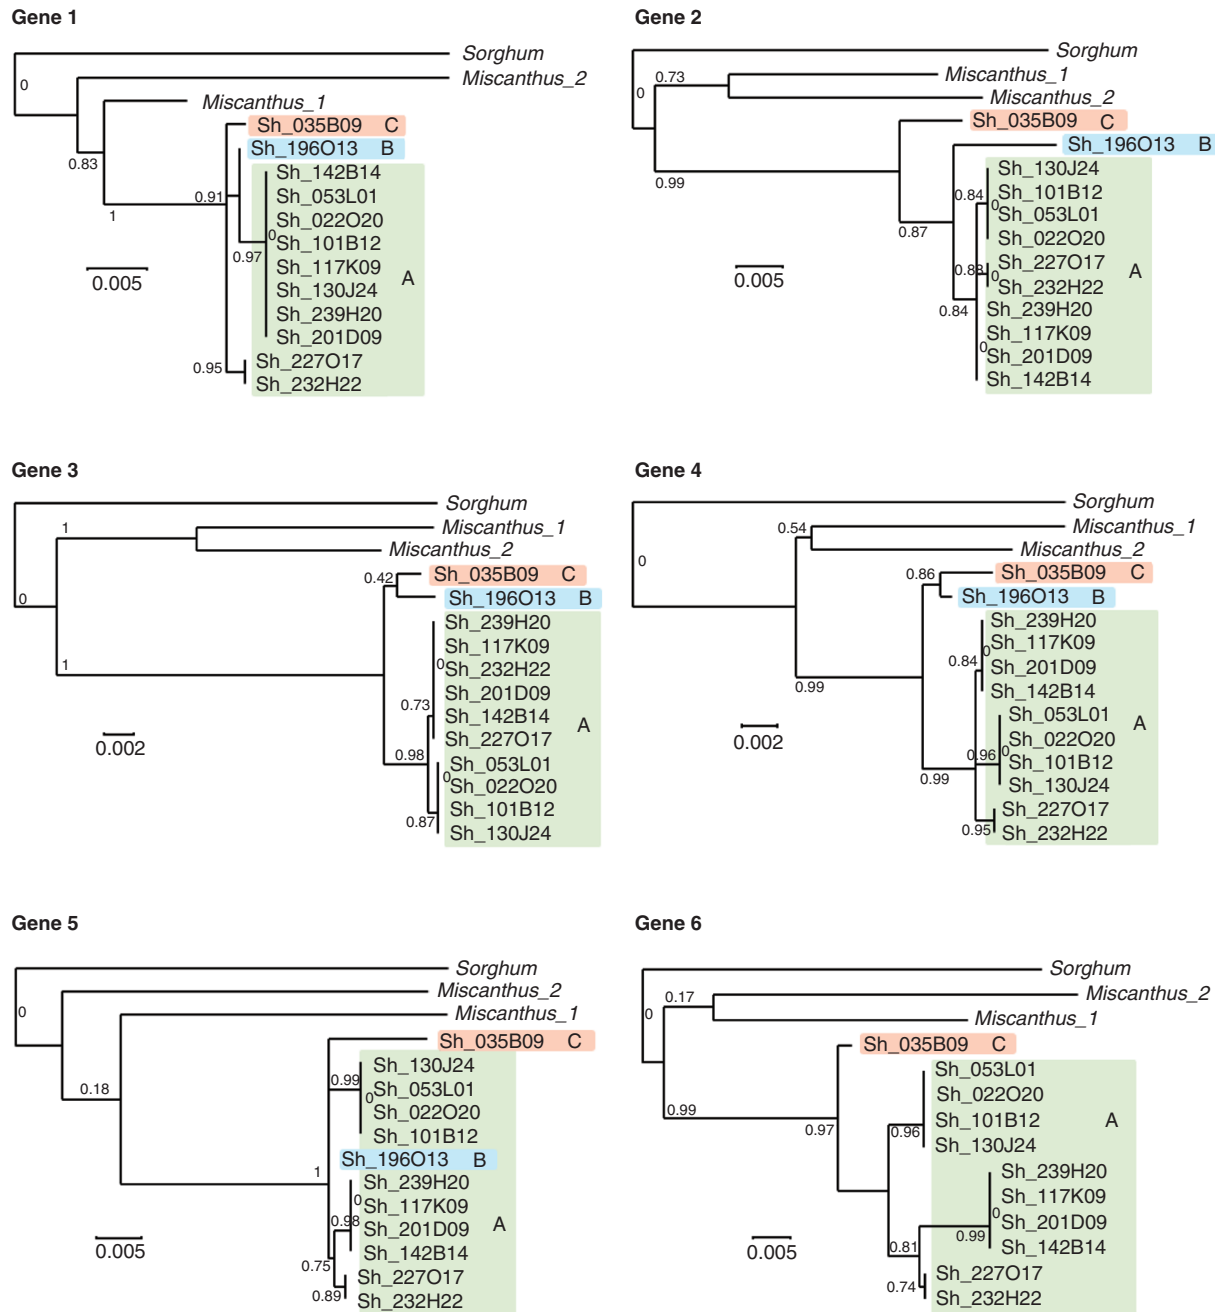 Gene 1
Sorghum
0
Miscanthus_2
Miscanthus_1
0.83
Sh_035B09 C
Sh_196O13 B
1
0.91
Sh_142B14
Sh_053L01
Sh_022O20
0
Sh_101B12
0.97
Sh_117K09
A
Sh_130J24
Sh_239H20
Sh_201D09
0.95
Sh_227O17
Sh_232H22
0.005
Gene 2
Sorghum
0
0.73
Miscanthus_1
Miscanthus_2
0.99
Sh_035B09 C
Sh_196O13 B
0.87
Sh_130J24
0.84
Sh_101B12
0
Sh_053L01
Sh_022O20
0.88
Sh_227O17
0
A
Sh_232H22
0.84
Sh_239H20
Sh_117K09
0
Sh_201D09
Sh_142B14
0.005
Gene 3
Sorghum
0
1
Miscanthus_1
Miscanthus_2
1
0.42
Sh_035B09 C
Sh_196O13 B
Sh_239H20
Sh_117K09
0
Sh_232H22
Sh_201D09
0.73
Sh_142B14
A
Sh_227O17
0.98
Sh_053L01
0
Sh_022O20
Sh_101B12
0.87
Sh_130J24
0.002
Gene 4
Sorghum
0
0.54
Miscanthus_1
Miscanthus_2
0.99
0.86
Sh_035B09 C
Sh_196O13 B
Sh_239H20
0
Sh_117K09
0.84
Sh_201D09
Sh_142B14
Sh_053L01
A
Sh_022O20
0.96
0
Sh_101B12
0.99
Sh_130J24
Sh_227O17
0.95
Sh_232H22
0.002
Gene 5
Sorghum
0
Miscanthus_2
Miscanthus_1
0.18
Sh_035B09 C
Sh_130J24
0.99
Sh_053L01
0
Sh_022O20
Sh_101B12
1
Sh_196O13 B
Sh_239H20
0
Sh_117K09
0.98
Sh_201D09
A
Sh_142B14
0.75
Sh_227O17
0.89
Sh_232H22
0.005
Gene 6
Sorghum
0
0.17
Miscanthus_2
Miscanthus_1
0.99
Sh_035B09 C
0.97
Sh_053L01
Sh_022O20
Sh_101B12
A
0.96
Sh_130J24
Sh_239H20
Sh_117K09
0
Sh_201D09
0.99
Sh_142B14
0.81
Sh_227O17
0.74
Sh_232H22
0.005